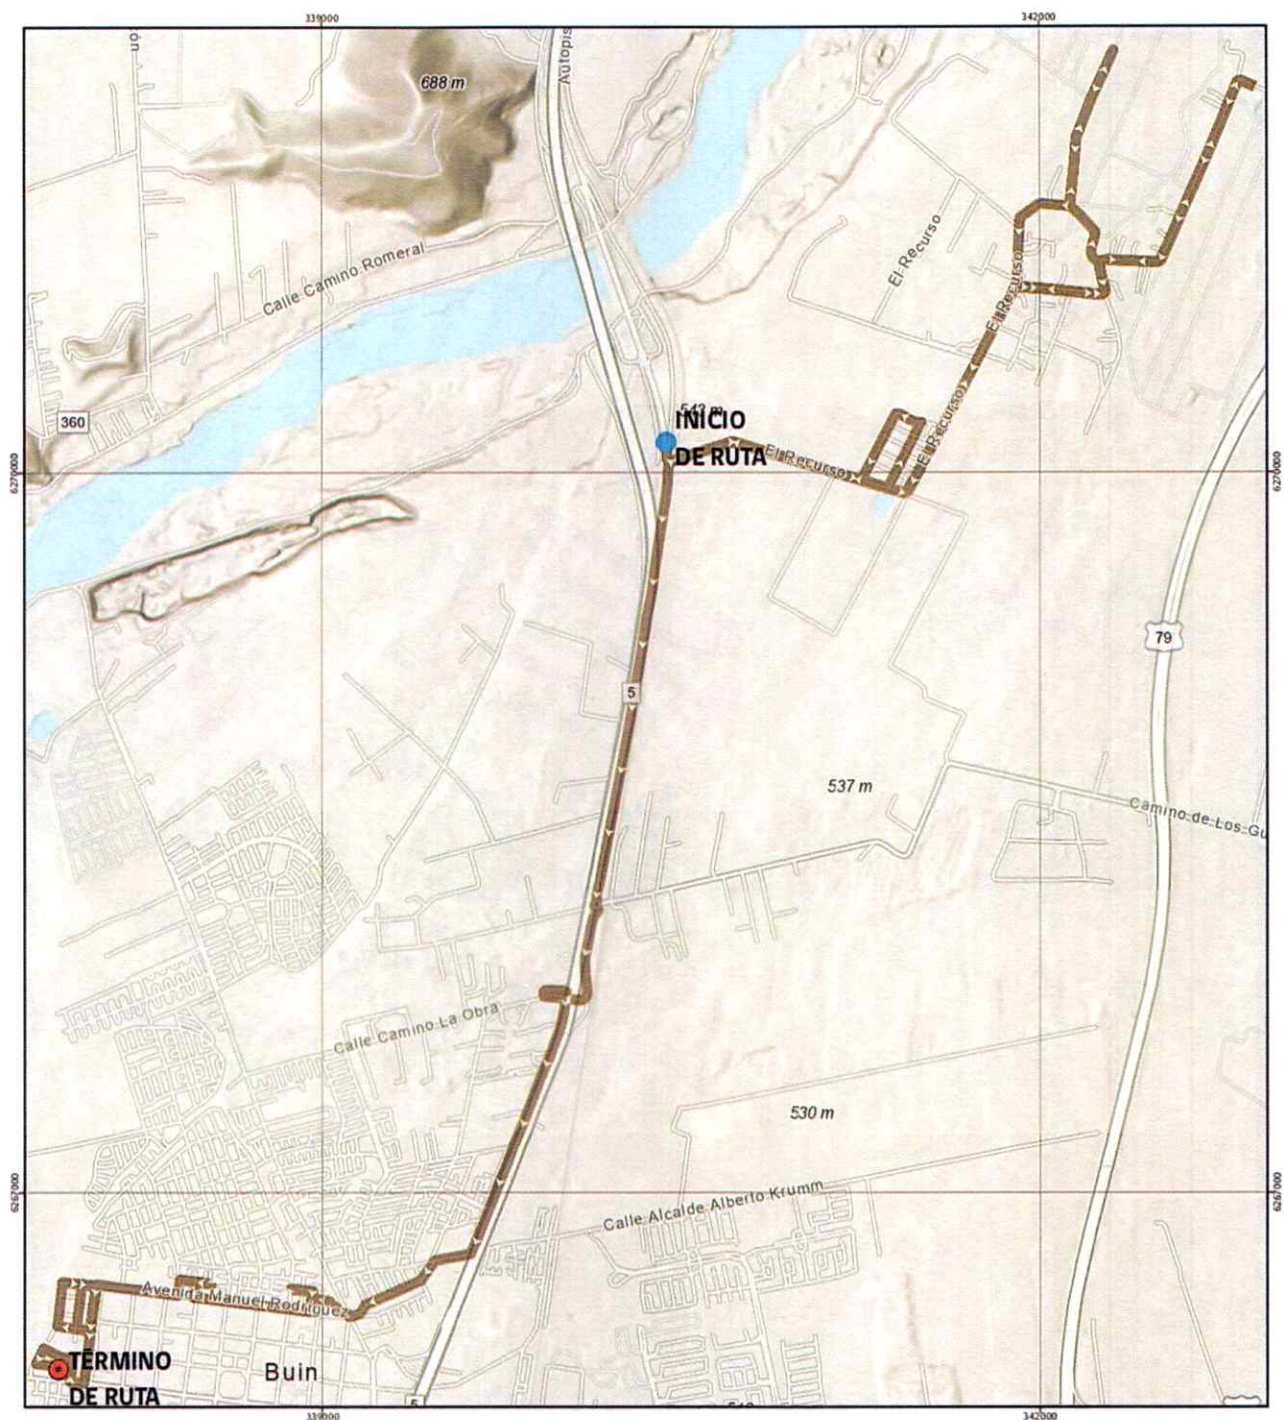 339000
342000
Autopis
688 m
on
El Recurso
Calle Camino Romeral
El Recurso
360
INICIO
DE RUTA
El Recurso
El Recurso
6270000
6270000
79
5
537 m
Camino de Los Gu
Calle Camino La Obra
530 m
6267000
6267000
Calle Alcalde Alberto Krumm
Avenida Manuel Rodríguez
TÉRMINO
DE RUTA
Buin
5
339000
342000